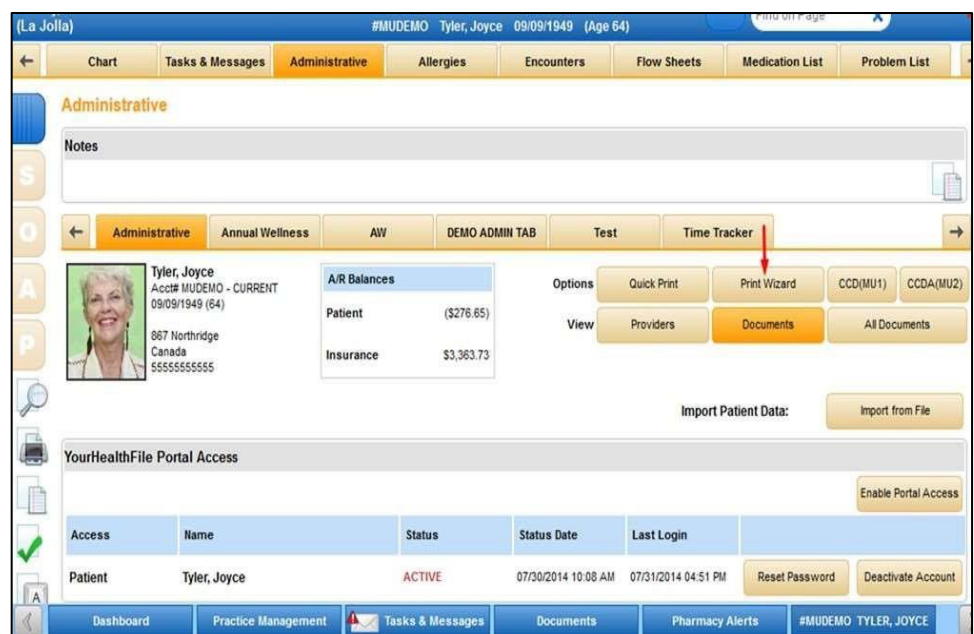 (La Jolla) #MUDEMO Tyler, Joyce 09/09/1949 (Age 64) Find on Page
Chart Tasks & Messages Administrative Allergies Encounters Flow Sheets Medication List Problem List
Administrative
Notes
S
O
A
P
Administrative Annual Wellness AW DEMO ADMIN TAB Test Time Tracker
Tyler, Joyce
Acct# MUDEMO - CURRENT
09/09/1949 (64)
867 Northridge
Canada
55555555555
A/R Balances
Patient ($276.65)
Insurance $3,363.73
Options Quick Print Print Wizard CCD(MU1) CCDA(MU2)
View Providers Documents All Documents
Import Patient Data: Import from File
YourHealthFile Portal Access
Enable Portal Access
Access Name Status Status Date Last Login
Patient Tyler, Joyce ACTIVE 07/30/2014 10:08 AM 07/31/2014 04:51 PM Reset Password Deactivate Account
A
Dashboard Practice Management Tasks & Messages Documents Pharmacy Alerts #MUDEMO TYLER, JOYCE